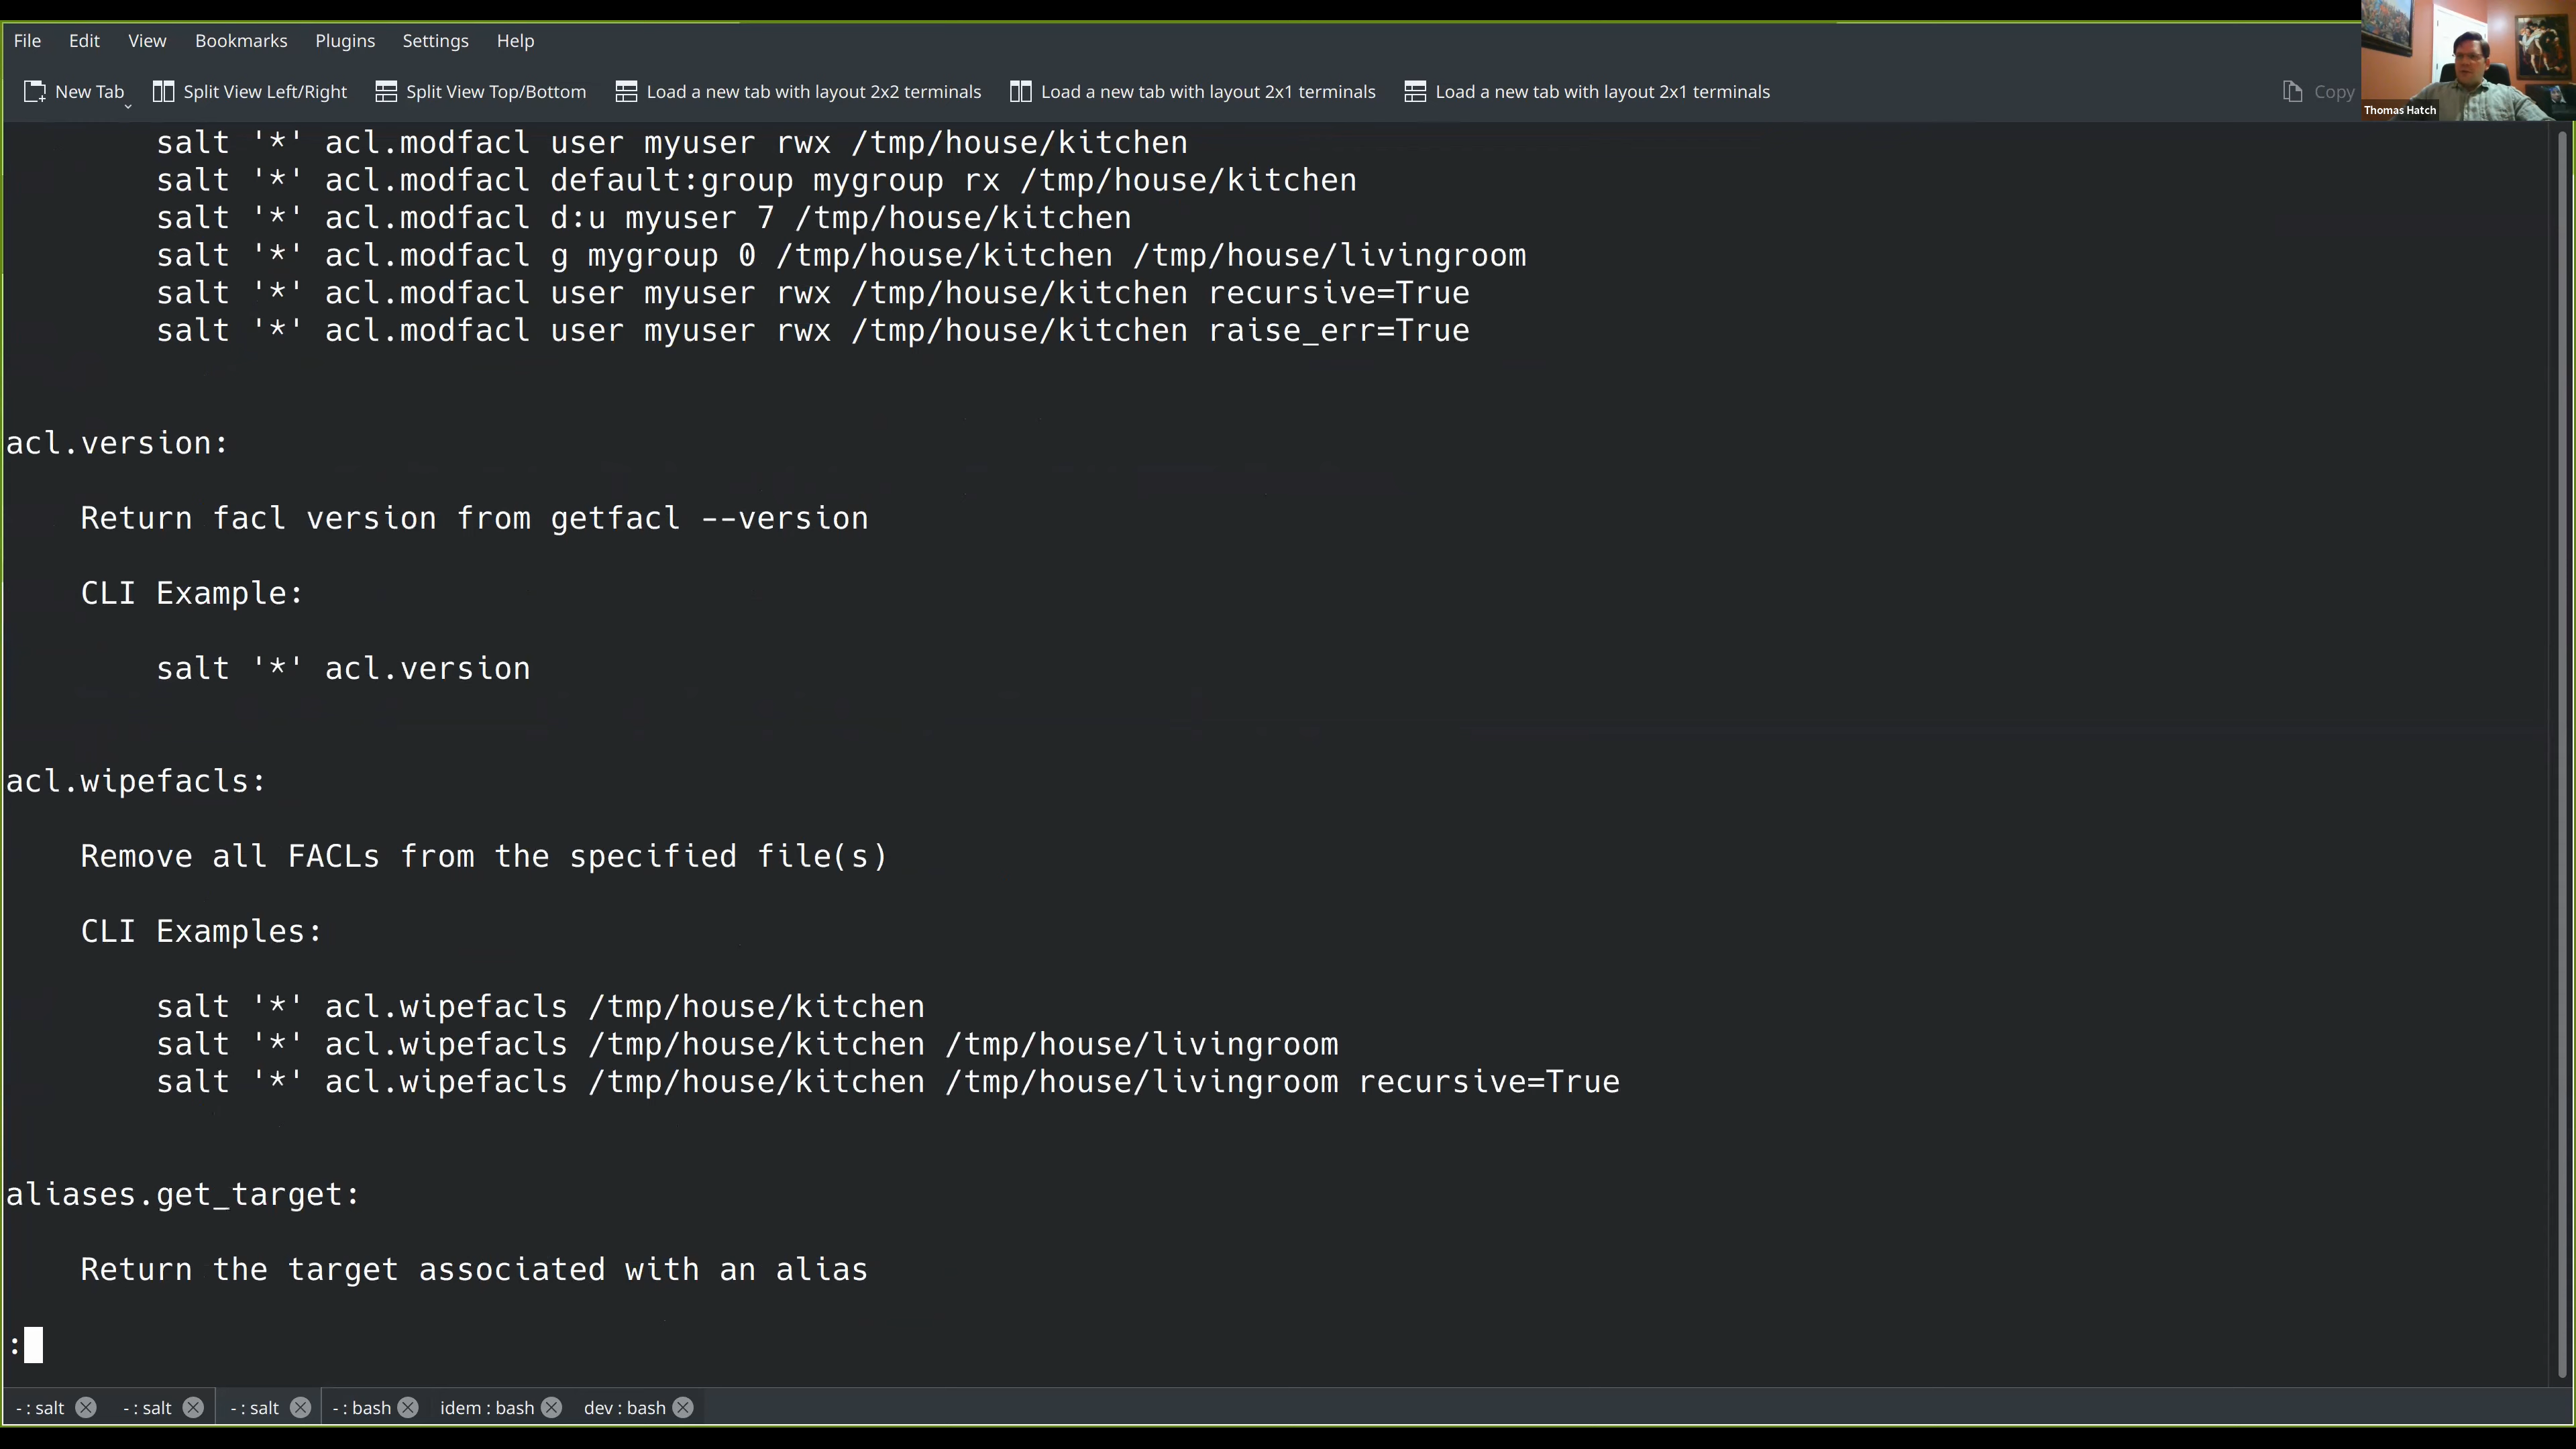 File Edit View Bookmarks Plugins Settings Help
New Tab Split View Left/Right Split View Top/Bottom Load a new tab with layout 2x2 terminals Load a new tab with layout 2x1 terminals Load a new tab with layout 2x1 terminals Copy
Thomas Hatch
salt '*' acl.modfacl user myuser rwx /tmp/house/kitchen
salt '*' acl.modfacl default:group mygroup rx /tmp/house/kitchen
salt '*' acl.modfacl d:u myuser 7 /tmp/house/kitchen
salt '*' acl.modfacl g mygroup 0 /tmp/house/kitchen /tmp/house/livingroom
salt '*' acl.modfacl user myuser rwx /tmp/house/kitchen recursive=True
salt '*' acl.modfacl user myuser rwx /tmp/house/kitchen raise_err=True
acl.version:
Return facl version from getfacl --version
CLI Example:
salt '*' acl.version
acl.wipefacls:
Remove all FACLs from the specified file(s)
CLI Examples:
salt '*' acl.wipefacls /tmp/house/kitchen
salt '*' acl.wipefacls /tmp/house/kitchen /tmp/house/livingroom
salt '*' acl.wipefacls /tmp/house/kitchen /tmp/house/livingroom recursive=True
aliases.get_target:
Return the target associated with an alias
:
- : salt - : salt - : salt - : bash idem : bash dev : bash